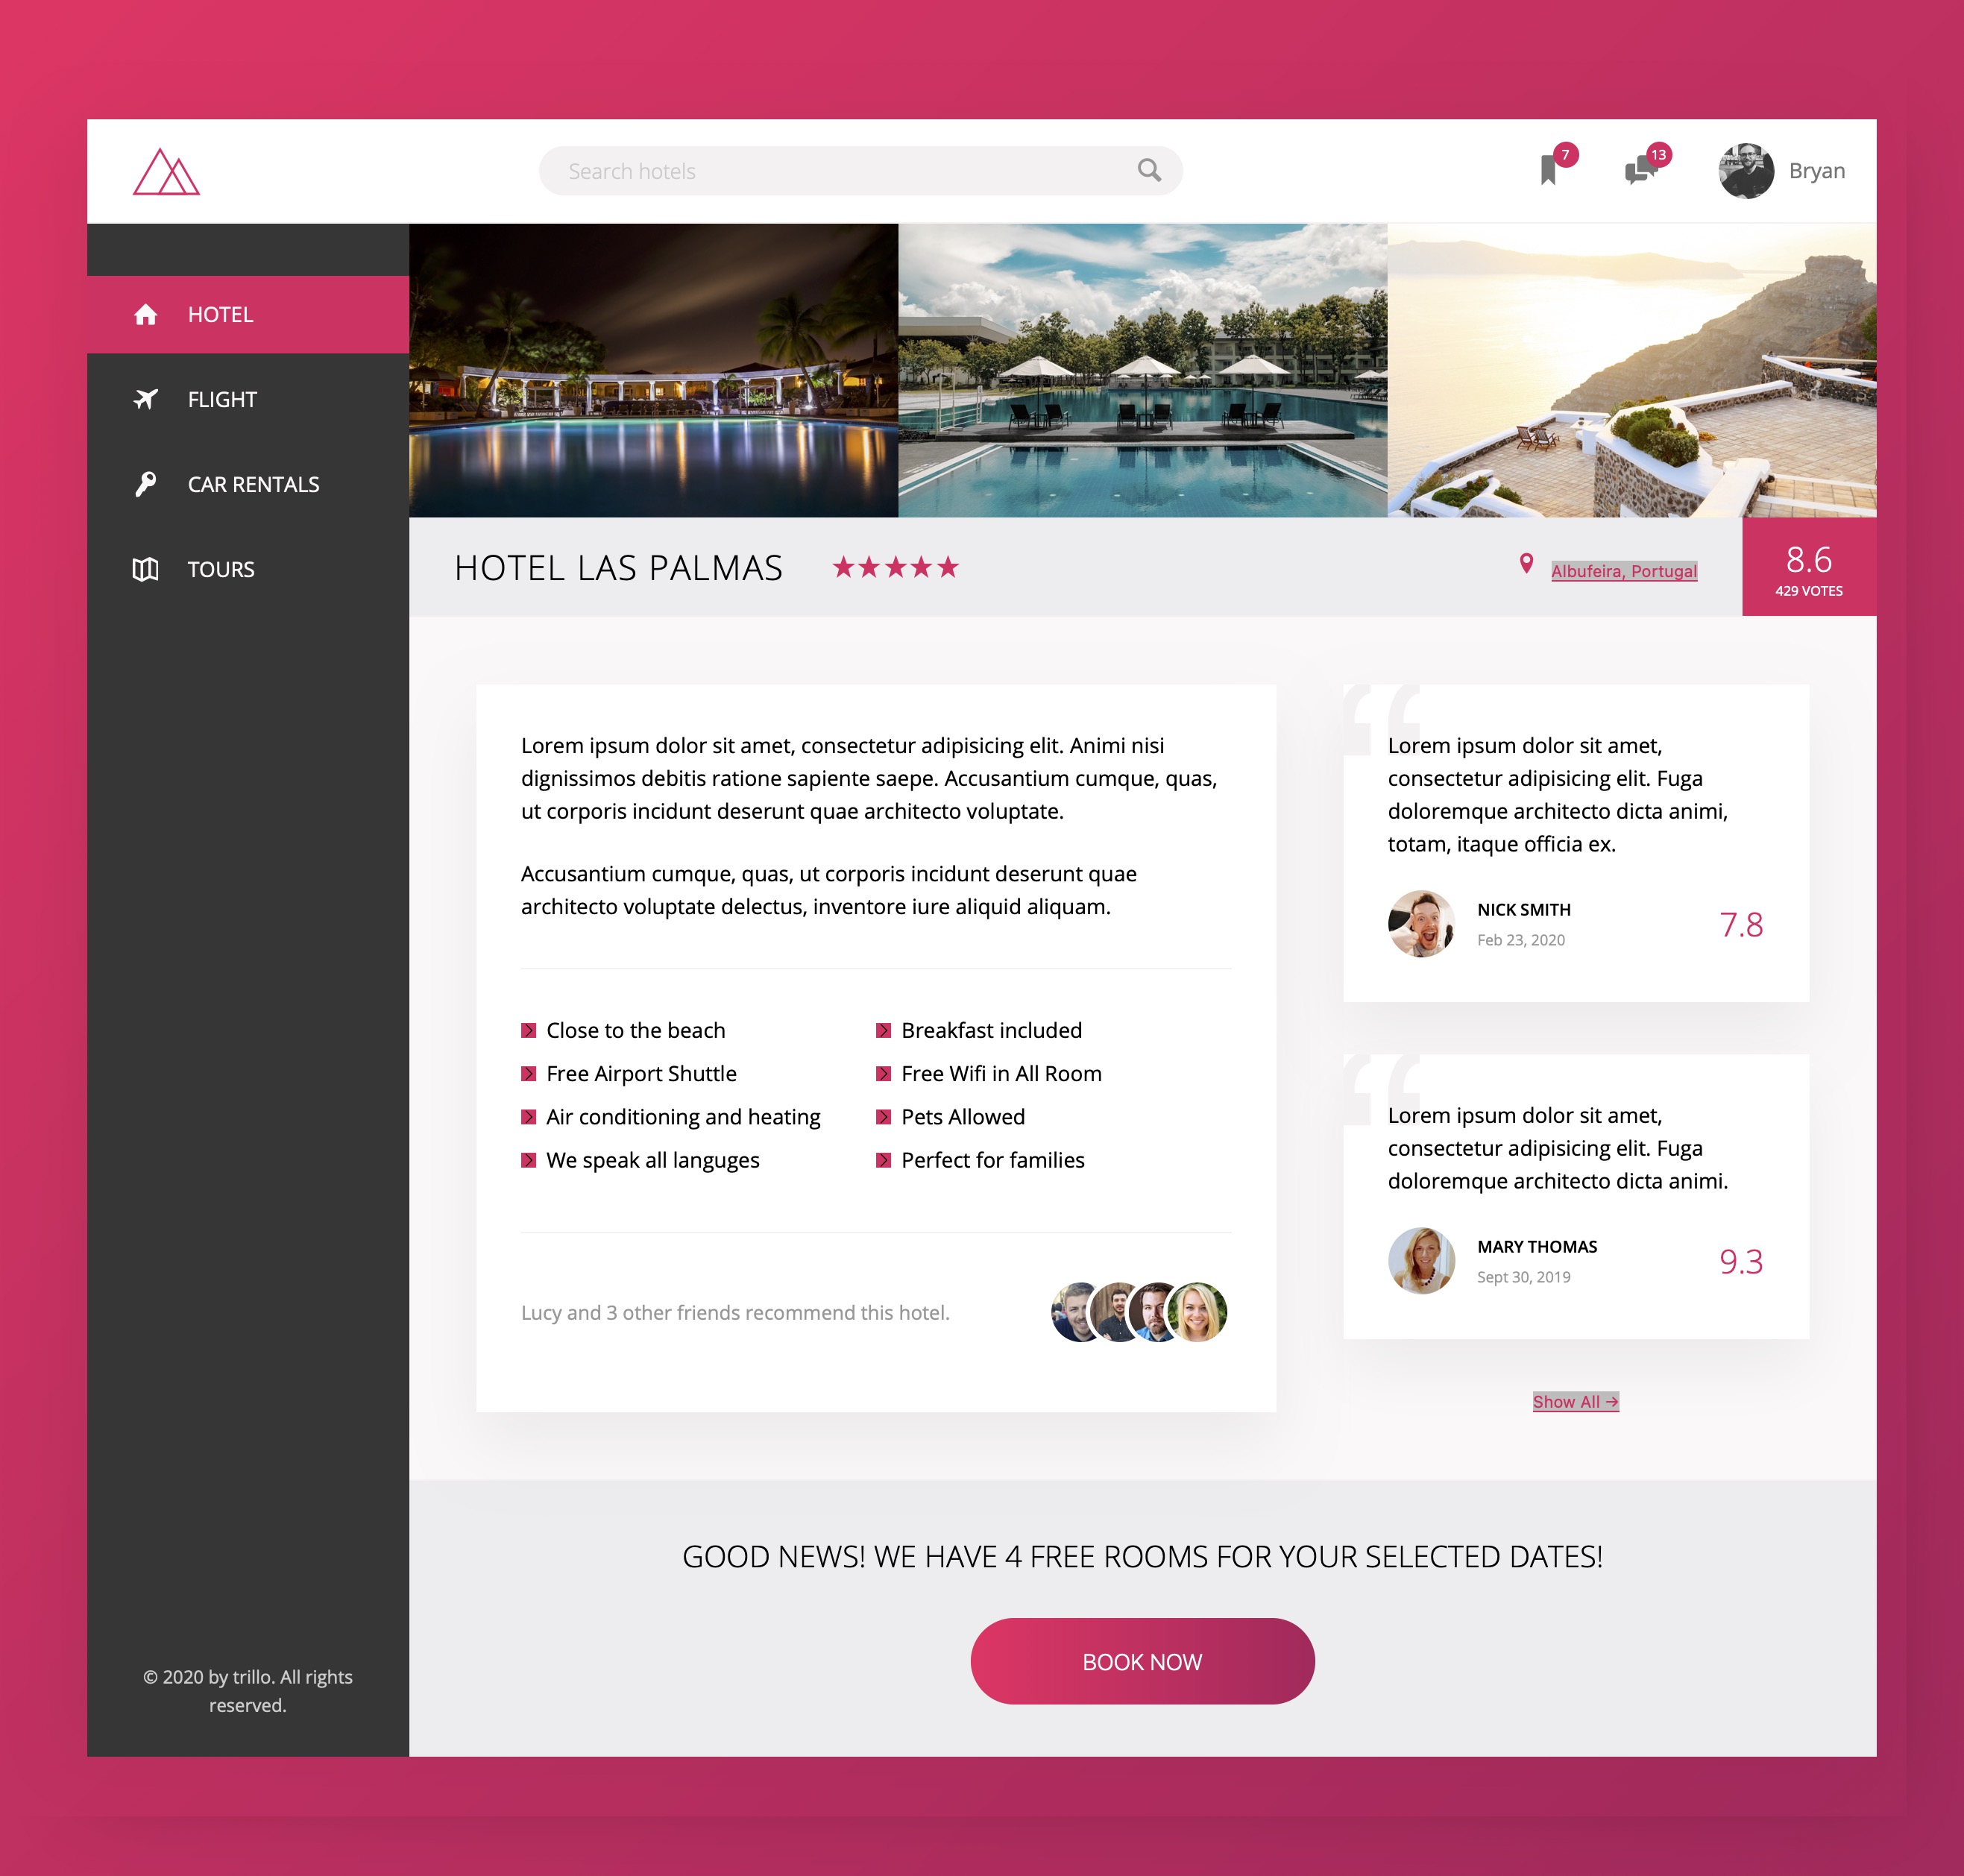 Search hotels
7
13
Bryan
HOTEL
FLIGHT
CAR RENTALS
TOURS
© 2020 by trillo. All rights
reserved.
HOTEL LAS PALMAS
Albufeira, Portugal
8.6
429 VOTES
Lorem ipsum dolor sit amet, consectetur adipisicing elit. Animi nisi
dignissimos debitis ratione sapiente saepe. Accusantium cumque, quas,
ut corporis incidunt deserunt quae architecto voluptate.
Accusantium cumque, quas, ut corporis incidunt deserunt quae
architecto voluptate delectus, inventore iure aliquid aliquam.
Close to the beach
Breakfast included
Free Airport Shuttle
Free Wifi in All Room
Air conditioning and heating
Pets Allowed
We speak all languges
Perfect for families
Lucy and 3 other friends recommend this hotel.
“
Lorem ipsum dolor sit amet,
consectetur adipisicing elit. Fuga
doloremque architecto dicta animi,
totam, itaque officia ex.
NICK SMITH
Feb 23, 2020
7.8
“
Lorem ipsum dolor sit amet,
consectetur adipisicing elit. Fuga
doloremque architecto dicta animi.
MARY THOMAS
Sept 30, 2019
9.3
Show All →
GOOD NEWS! WE HAVE 4 FREE ROOMS FOR YOUR SELECTED DATES!
BOOK NOW